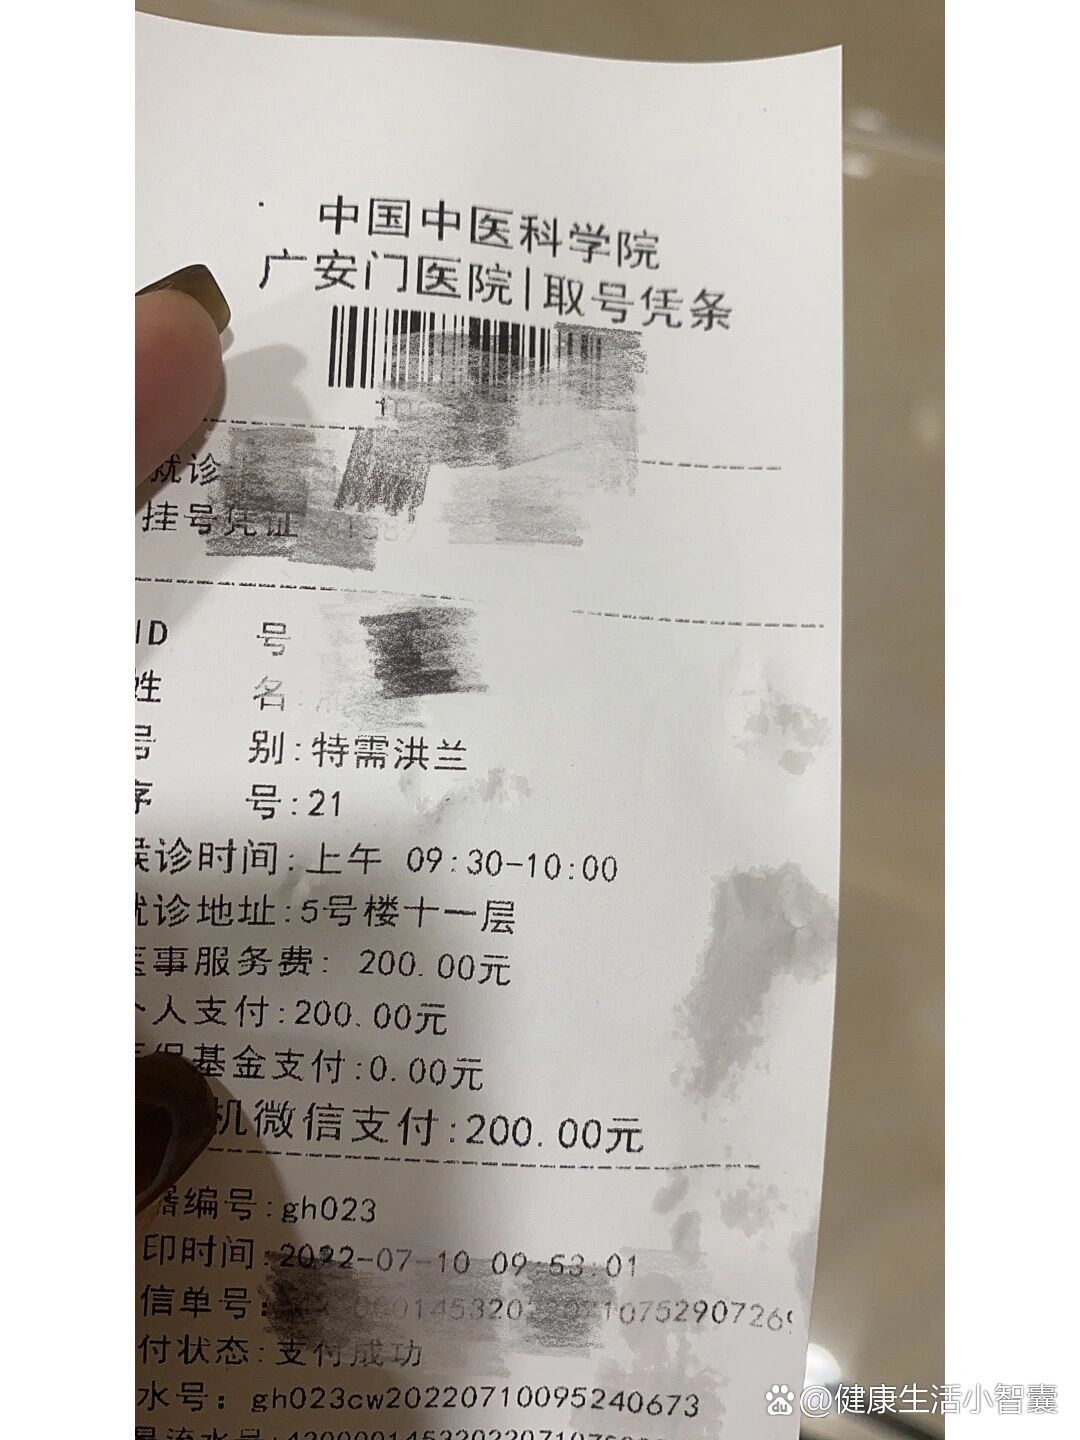 中国中医科学院
广安门医院|取号凭条
就诊
挂号凭证
ID 号
姓 名:
号 别:特需洪兰
序 号:21
候诊时间:上午 09:30-10:00
就诊地址:5号楼十一层
医事服务费: 200.00元
个人支付:200.00元
医保基金支付:0.00元
机微信支付:200.00元
器编号:gh023
印时间:2022-07-10 09:53:01
信单号:
付状态:支付成功
水号: gh023cw20220710095240673
@健康生活小智囊